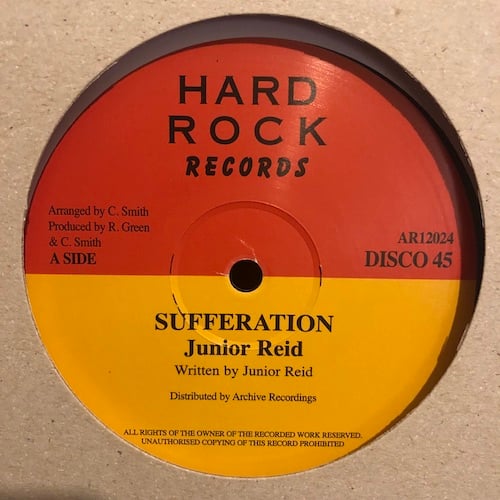 HARD
ROCK
RECORDS
Arranged by C. Smith
Produced by R. Green
& C. Smith
A SIDE
AR12024
DISCO 45
SUFFERATION
Junior Reid
Written by Junior Reid
Distributed by Archive Recordings
ALL RIGHTS OF THE OWNER OF THE RECORDED WORK RESERVED.
UNAUTHORISED COPYING OF THIS RECORD PROHIBITED